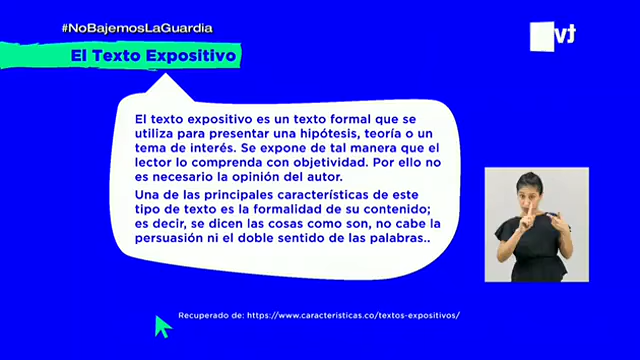 #NoBajemosLaGuardia
vt
El Texto Expositivo
El texto expositivo es un texto formal que se
utiliza para presentar una hipótesis, teoría o un
tema de interés. Se expone de tal manera que el
lector lo comprenda con objetividad. Por ello no
es necesario la opinión del autor.
Una de las principales características de este
tipo de texto es la formalidad de su contenido;
es decir, se dicen las cosas como son, no cabe la
persuasión ni el doble sentido de las palabras..
Recuperado de: https://www.caracteristicas.co/textos-expositivos/